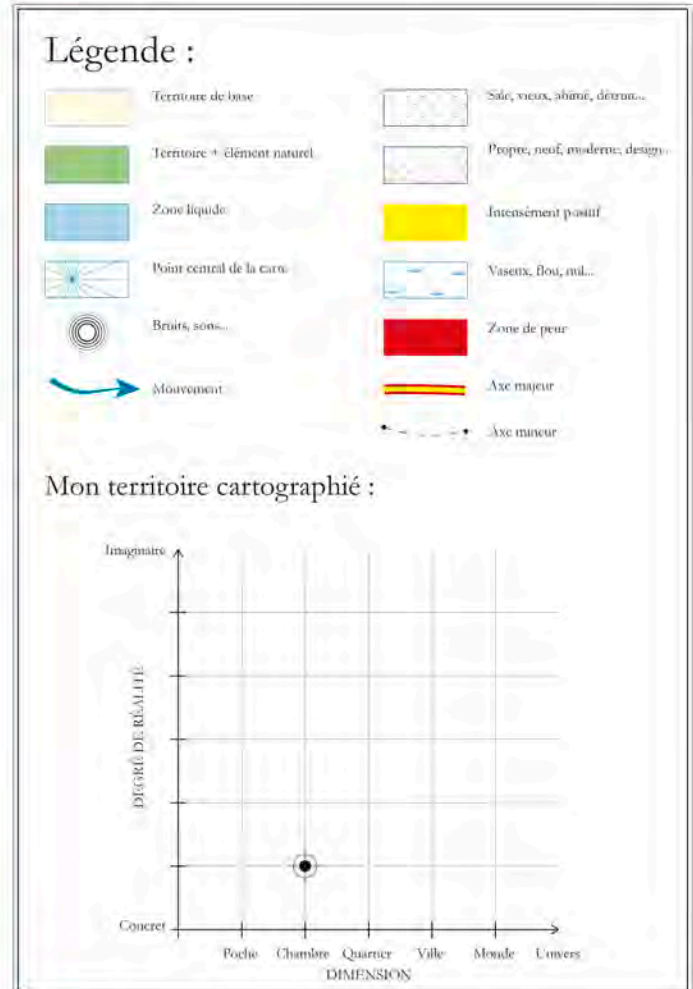 Légende :
Territoire de base
Sale, vieux, abîmé, détruit...
Territoire + élément naturel
Propre, neuf, moderne, design...
Zone liquide
Intensément positif
Point central de la carte
Vaseux, flou, nul...
Bruits, sons...
Zone de peur
Mouvement
Axe majeur
Axe mineur
Mon territoire cartographié :
Imaginaire
DEGRÉ DE RÉALITÉ
Concret
Poche Chambre Quartier Ville Monde Univers
DIMENSION